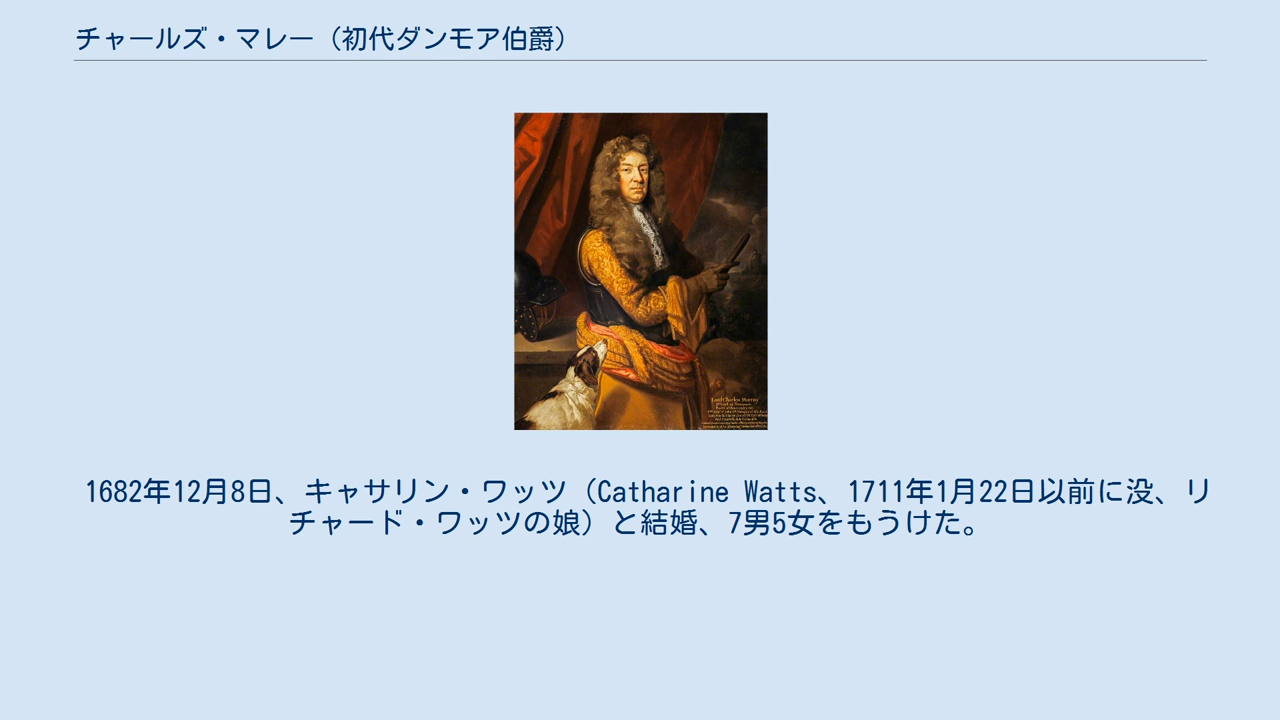 チャールズ・マレー（初代ダンモア伯爵）
Lord Charles Murray
1682年12月8日、キャサリン・ワッツ（Catharine Watts、1711年1月22日以前に没、リ
チャード・ワッツの娘）と結婚、7男5女をもうけた。